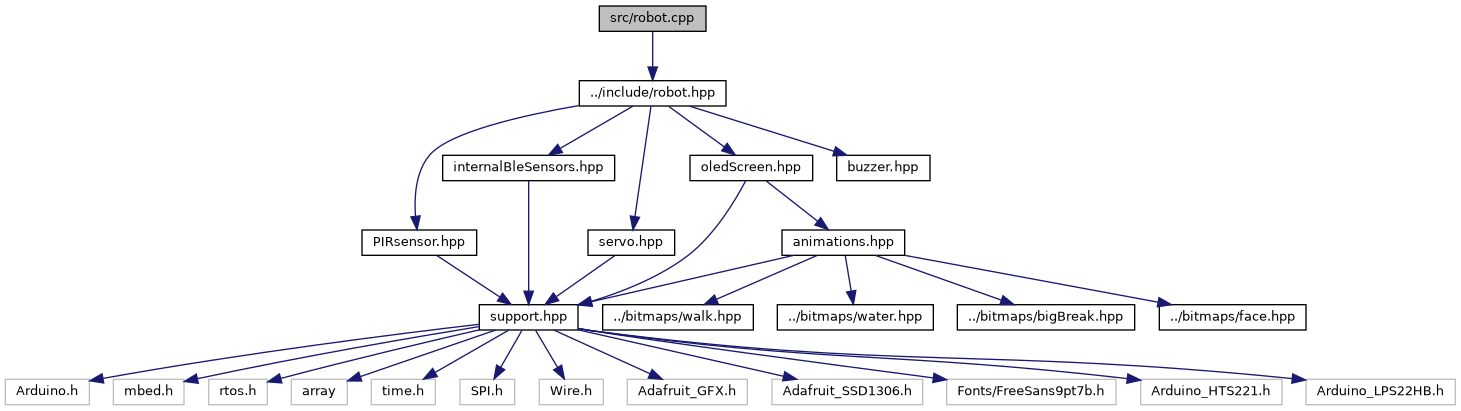 src/robot.cpp
../include/robot.hpp
internalBleSensors.hpp
oledScreen.hpp
buzzer.hpp
PIRsensor.hpp
servo.hpp
animations.hpp
support.hpp
../bitmaps/walk.hpp
../bitmaps/water.hpp
../bitmaps/bigBreak.hpp
../bitmaps/face.hpp
Arduino.h
mbed.h
rtos.h
array
time.h
SPI.h
Wire.h
Adafruit_GFX.h
Adafruit_SSD1306.h
Fonts/FreeSans9pt7b.h
Arduino_HTS221.h
Arduino_LPS22HB.h